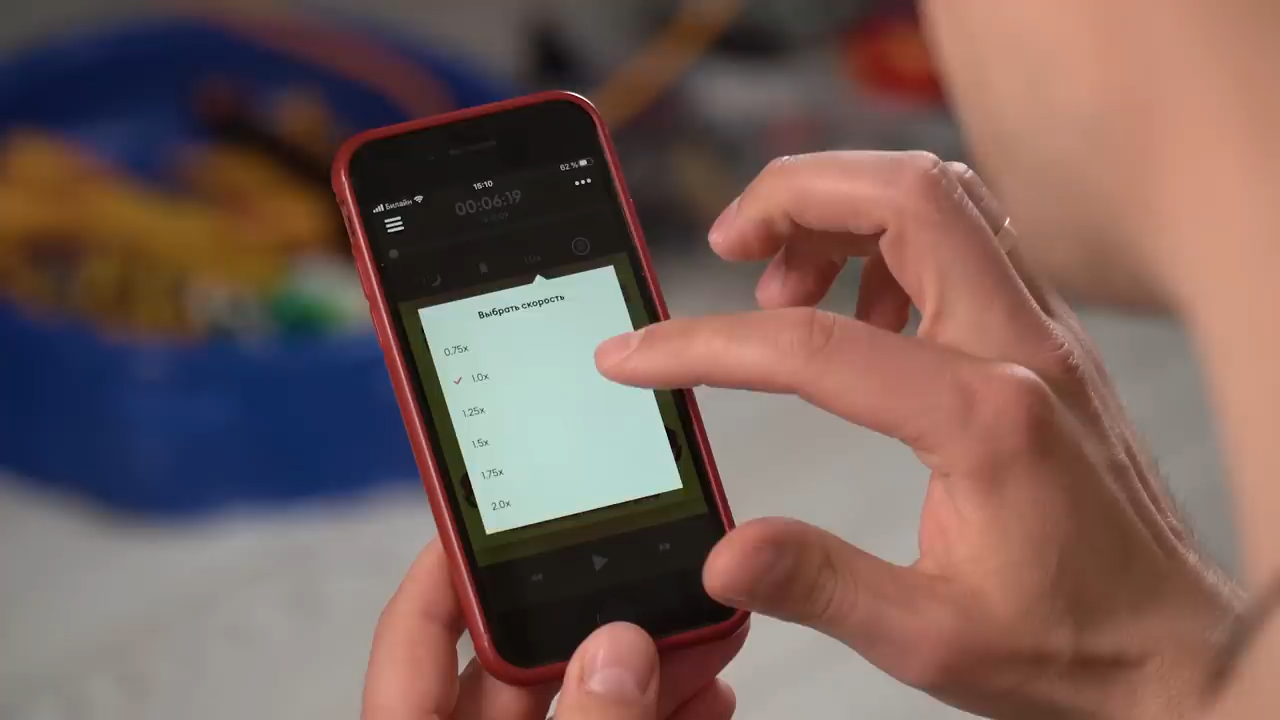 62 %
15:10
Билайн
00:06:19
Выбрать скорость
0.75x
1.0x
1.25x
1.5x
1.75x
2.0x